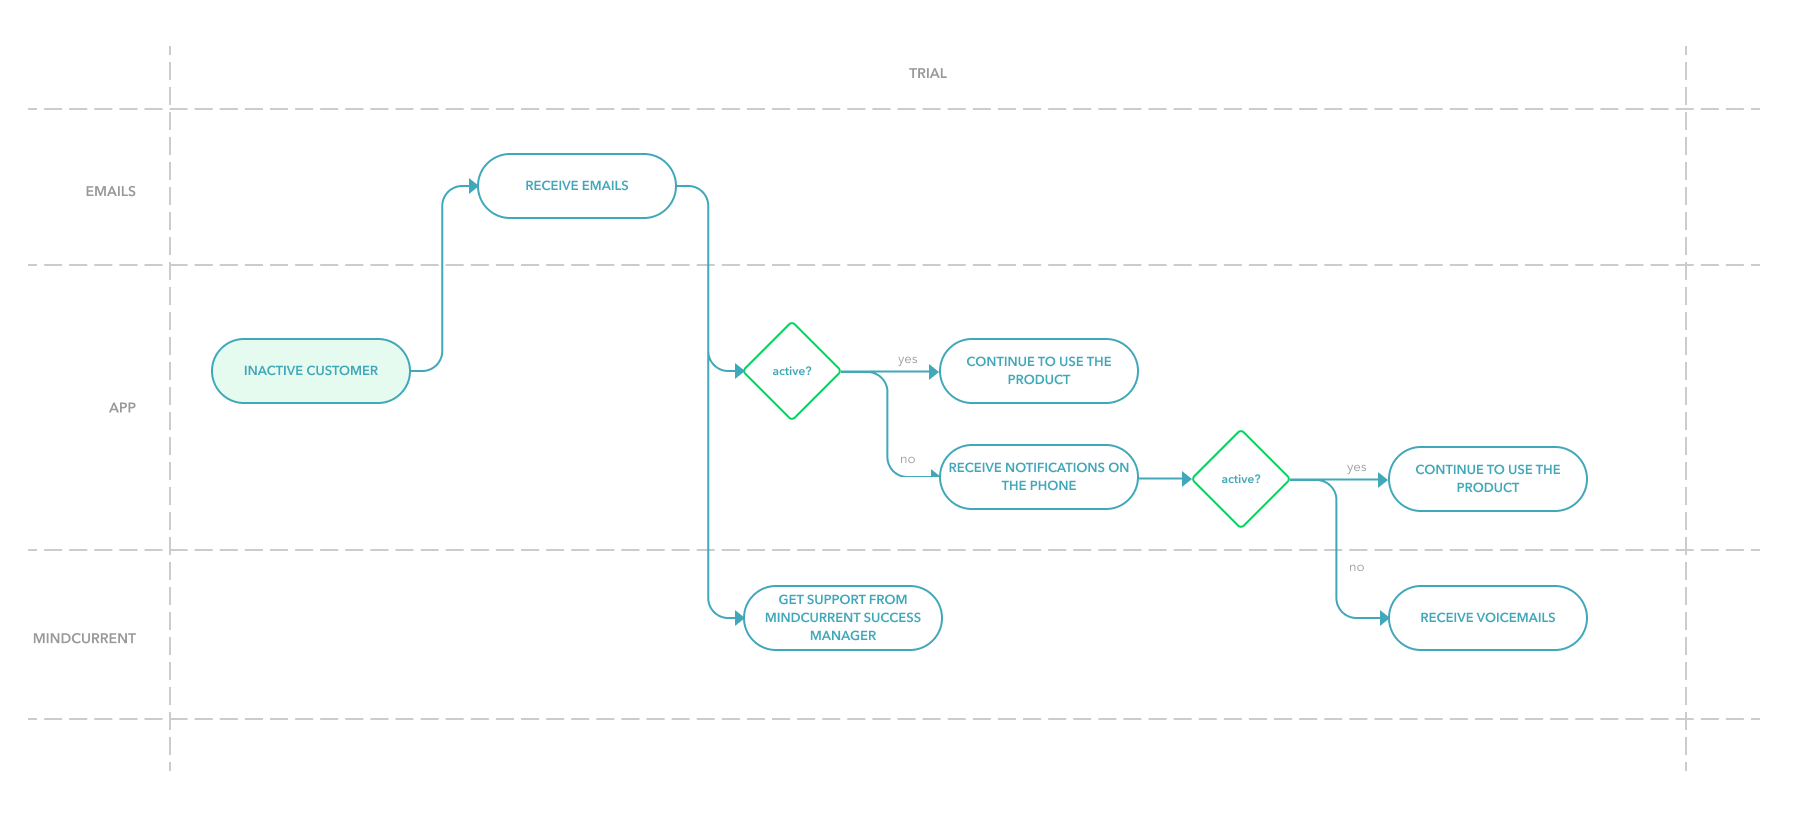 TRIAL
EMAILS
RECEIVE EMAILS
INACTIVE CUSTOMER
active?
yes
CONTINUE TO USE THE
PRODUCT
APP
no
RECEIVE NOTIFICATIONS ON
THE PHONE
active?
yes
CONTINUE TO USE THE
PRODUCT
no
MINDCURRENT
GET SUPPORT FROM
MINDCURRENT SUCCESS
MANAGER
RECEIVE VOICEMAILS